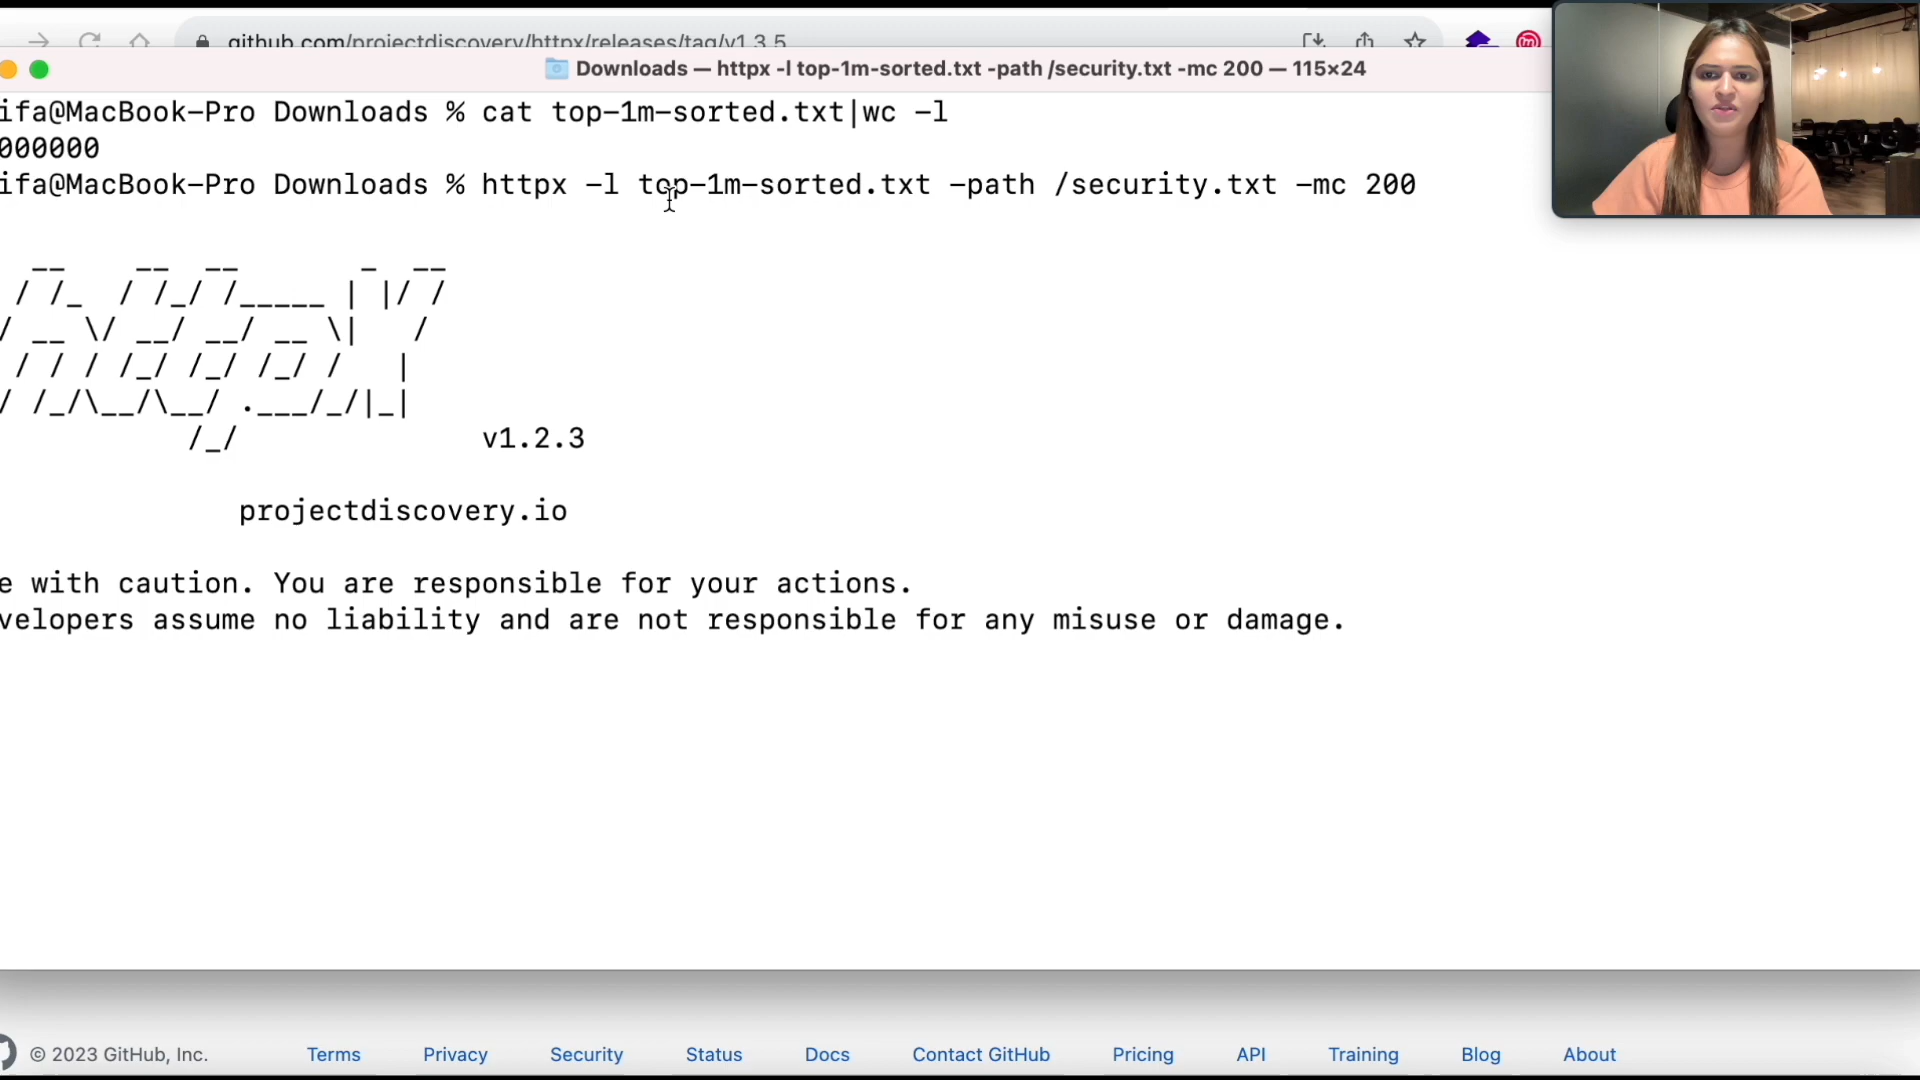 github.com/projectdiscovery/httpx/releases/tag/v1.3.5
Downloads — httpx -l top-1m-sorted.txt -path /security.txt -mc 200 — 115×24
ifa@MacBook-Pro Downloads % cat top-1m-sorted.txt|wc -l
000000
ifa@MacBook-Pro Downloads % httpx -l top-1m-sorted.txt -path /security.txt -mc 200
v1.2.3
projectdiscovery.io
e with caution. You are responsible for your actions.
velopers assume no liability and are not responsible for any misuse or damage.
© 2023 GitHub, Inc. Terms Privacy Security Status Docs Contact GitHub Pricing API Training Blog About